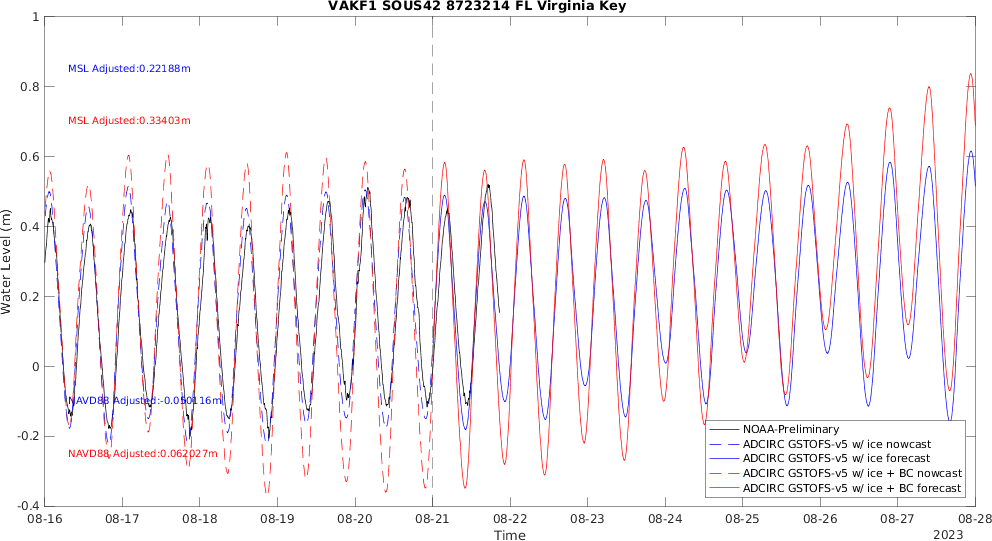 VAKF1 SOUS42 8723214 FL Virginia Key
1
0.8
0.6
0.4
0.2
0
-0.2
-0.4
Water Level (m)
MSL Adjusted:0.22188m
MSL Adjusted:0.33403m
NAVD88 Adjusted:-0.050116m
NAVD88 Adjusted:0.062027m
NOAA-Preliminary
ADCIRC GSTOFS-v5 w/ ice nowcast
ADCIRC GSTOFS-v5 w/ ice forecast
ADCIRC GSTOFS-v5 w/ ice + BC nowcast
ADCIRC GSTOFS-v5 w/ ice + BC forecast
08-16 08-17 08-18 08-19 08-20 08-21 08-22 08-23 08-24 08-25 08-26 08-27 08-28
Time
2023